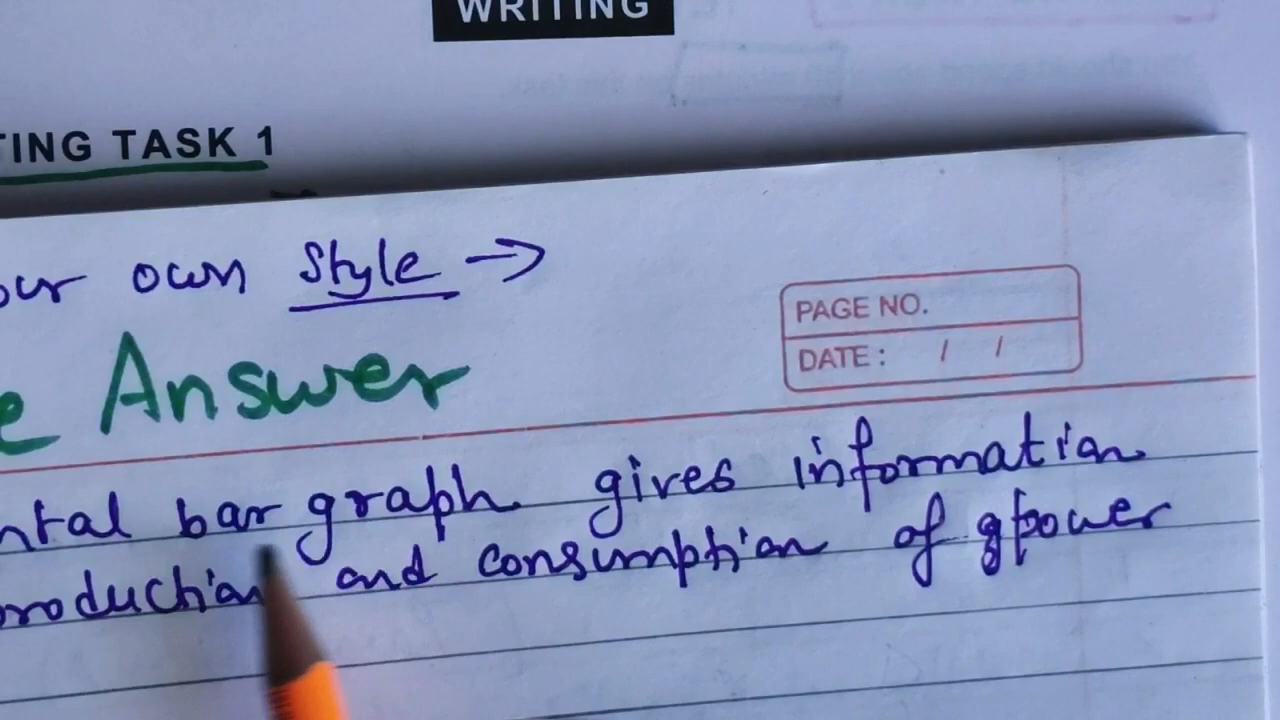 WRITING
TING TASK 1
our own Style →
PAGE NO.
DATE : / /
e Answer
ntal bar graph gives information
production and consumption of power